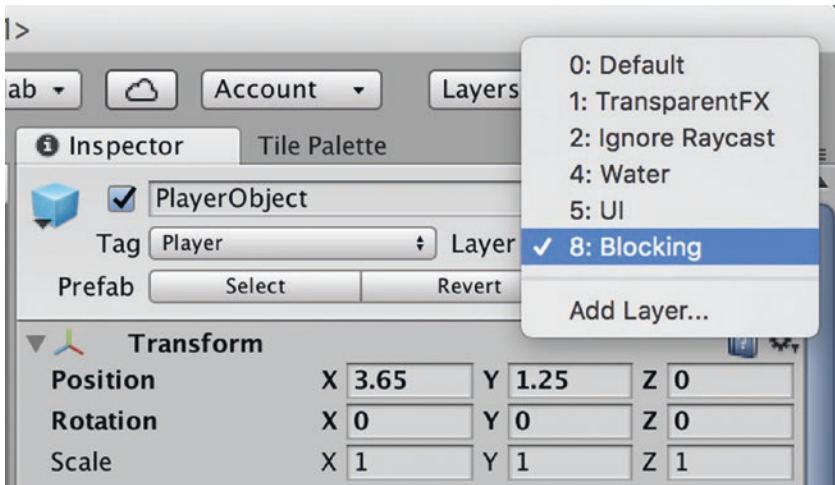 1>
lab Account Layers
Inspector Tile Palette
PlayerObject
Tag Player Layer
Prefab Select Revert
0: Default
1: TransparentFX
2: Ignore Raycast
4: Water
5: UI
✓ 8: Blocking
Add Layer...
Transform
Position X 3.65 Y 1.25 Z 0
Rotation X 0 Y 0 Z 0
Scale X 1 Y 1 Z 1